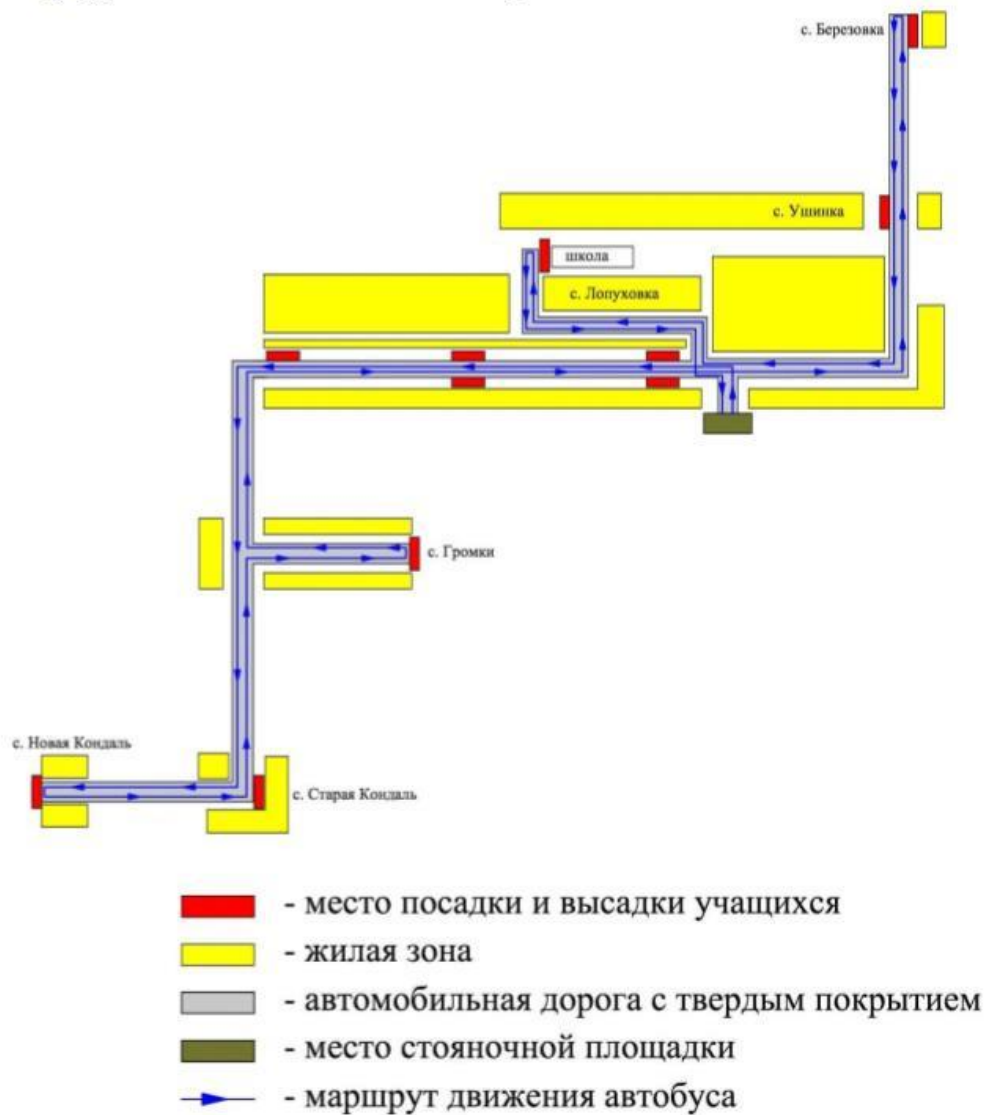 с. Березовка
с. Ушинка
школа
с. Лопуховка
с. Громки
с. Новая Кондаль
с. Старая Кондаль
- место посадки и высадки учащихся
- жилая зона
- автомобильная дорога с твердым покрытием
- место стояночной площадки
- маршрут движения автобуса